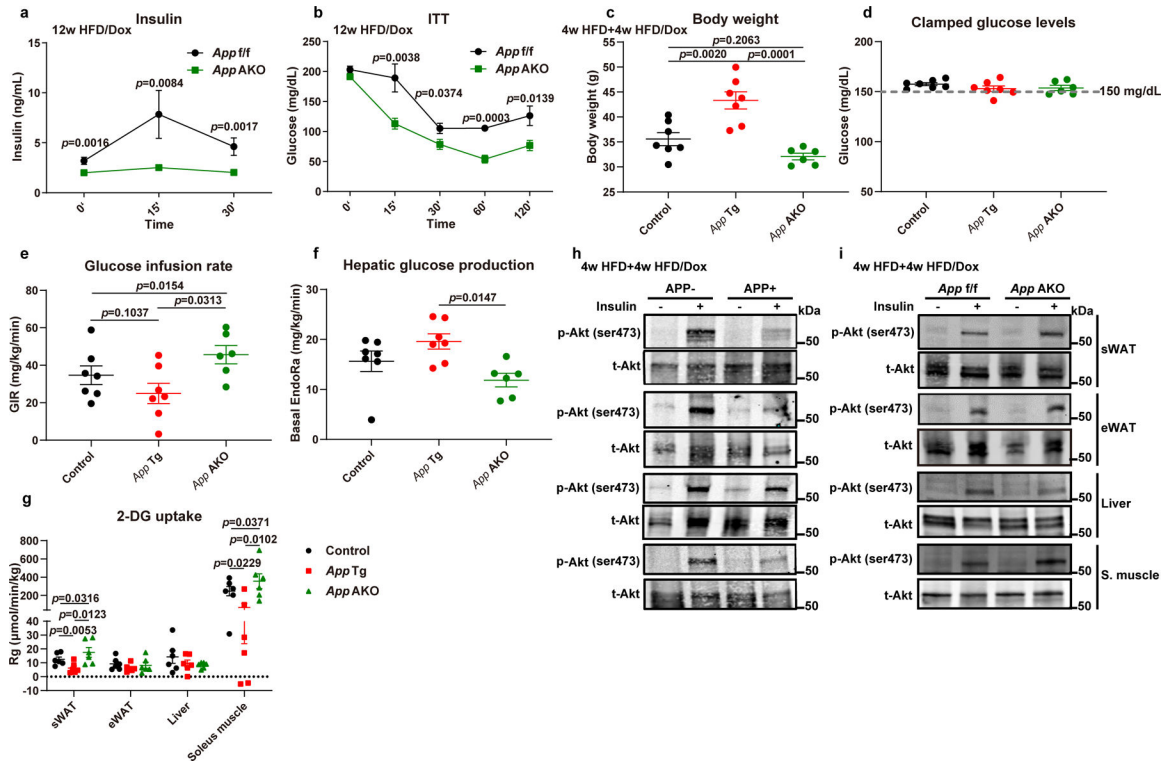 a
Insulin
12w HFD/Dox
App f/f
App AKO
p=0.0084
p=0.0017
p=0.0016
Insulin (ng/mL)
15
10
5
0
0'
15'
30'
Time
b
ITT
12w HFD/Dox
App f/f
App AKO
p=0.0038
p=0.0374
p=0.0139
p=0.0003
Glucose (mg/dL)
250
200
150
100
50
0
0'
15'
30'
60'
120'
Time
c
Body weight
4w HFD+4w HFD/Dox
p=0.2063
p=0.0020
p=0.0001
Body weight (g)
55
50
45
40
35
30
25
Control
App Tg
App AKO
d
Clamped glucose levels
Glucose (mg/dL)
200
150
100
50
0
150 mg/dL
Control
App Tg
App AKO
e
Glucose infusion rate
p=0.0154
p=0.0313
p=0.1037
GIR (mg/kg/min)
80
60
40
20
0
Control
App Tg
App AKO
f
Hepatic glucose production
p=0.0147
Basal EndoRa (mg/kg/min)
30
20
10
0
Control
App Tg
App AKO
g
2-DG uptake
Control
App Tg
App AKO
p=0.0371
p=0.0102
p=0.0229
p=0.0316
p=0.0123
p=0.0053
Rg (μmol/min/kg)
800
600
400
200
40
30
20
10
0
-10
sWAT
eWAT
Liver
Soleus muscle
h
4w HFD+4w HFD/Dox
APP-
APP+
Insulin - + - + kDa
p-Akt (ser473)
50
t-Akt
50
p-Akt (ser473)
50
t-Akt
50
p-Akt (ser473)
50
t-Akt
50
p-Akt (ser473)
50
t-Akt
50
i
4w HFD+4w HFD/Dox
App f/f
App AKO
Insulin - + - + kDa
p-Akt (ser473)
50
t-Akt
50
sWAT
p-Akt (ser473)
50
t-Akt
50
eWAT
p-Akt (ser473)
50
t-Akt
50
Liver
p-Akt (ser473)
50
t-Akt
50
S. muscle